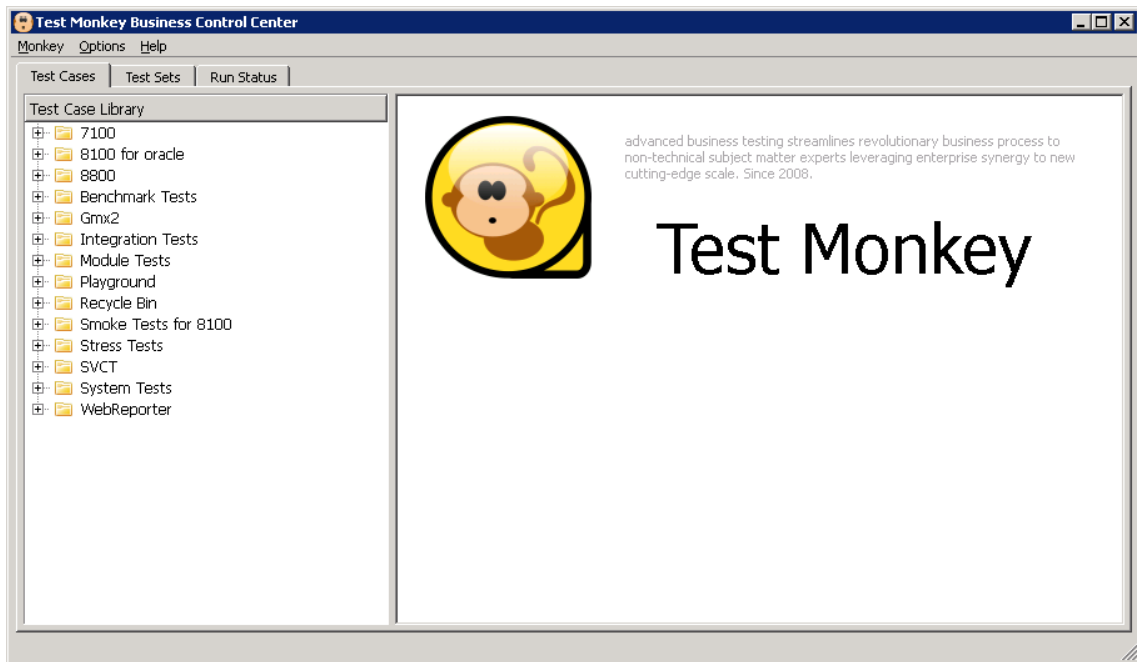 Test Monkey Business Control Center
Monkey Options Help
Test Cases Test Sets Run Status
Test Case Library
7100
8100 for oracle
8800
Benchmark Tests
Gmx2
Integration Tests
Module Tests
Playground
Recycle Bin
Smoke Tests for 8100
Stress Tests
SVCT
System Tests
WebReporter
advanced business testing streamlines revolutionary business process to
non-technical subject matter experts leveraging enterprise synergy to new
cutting-edge scale. Since 2008.
Test Monkey